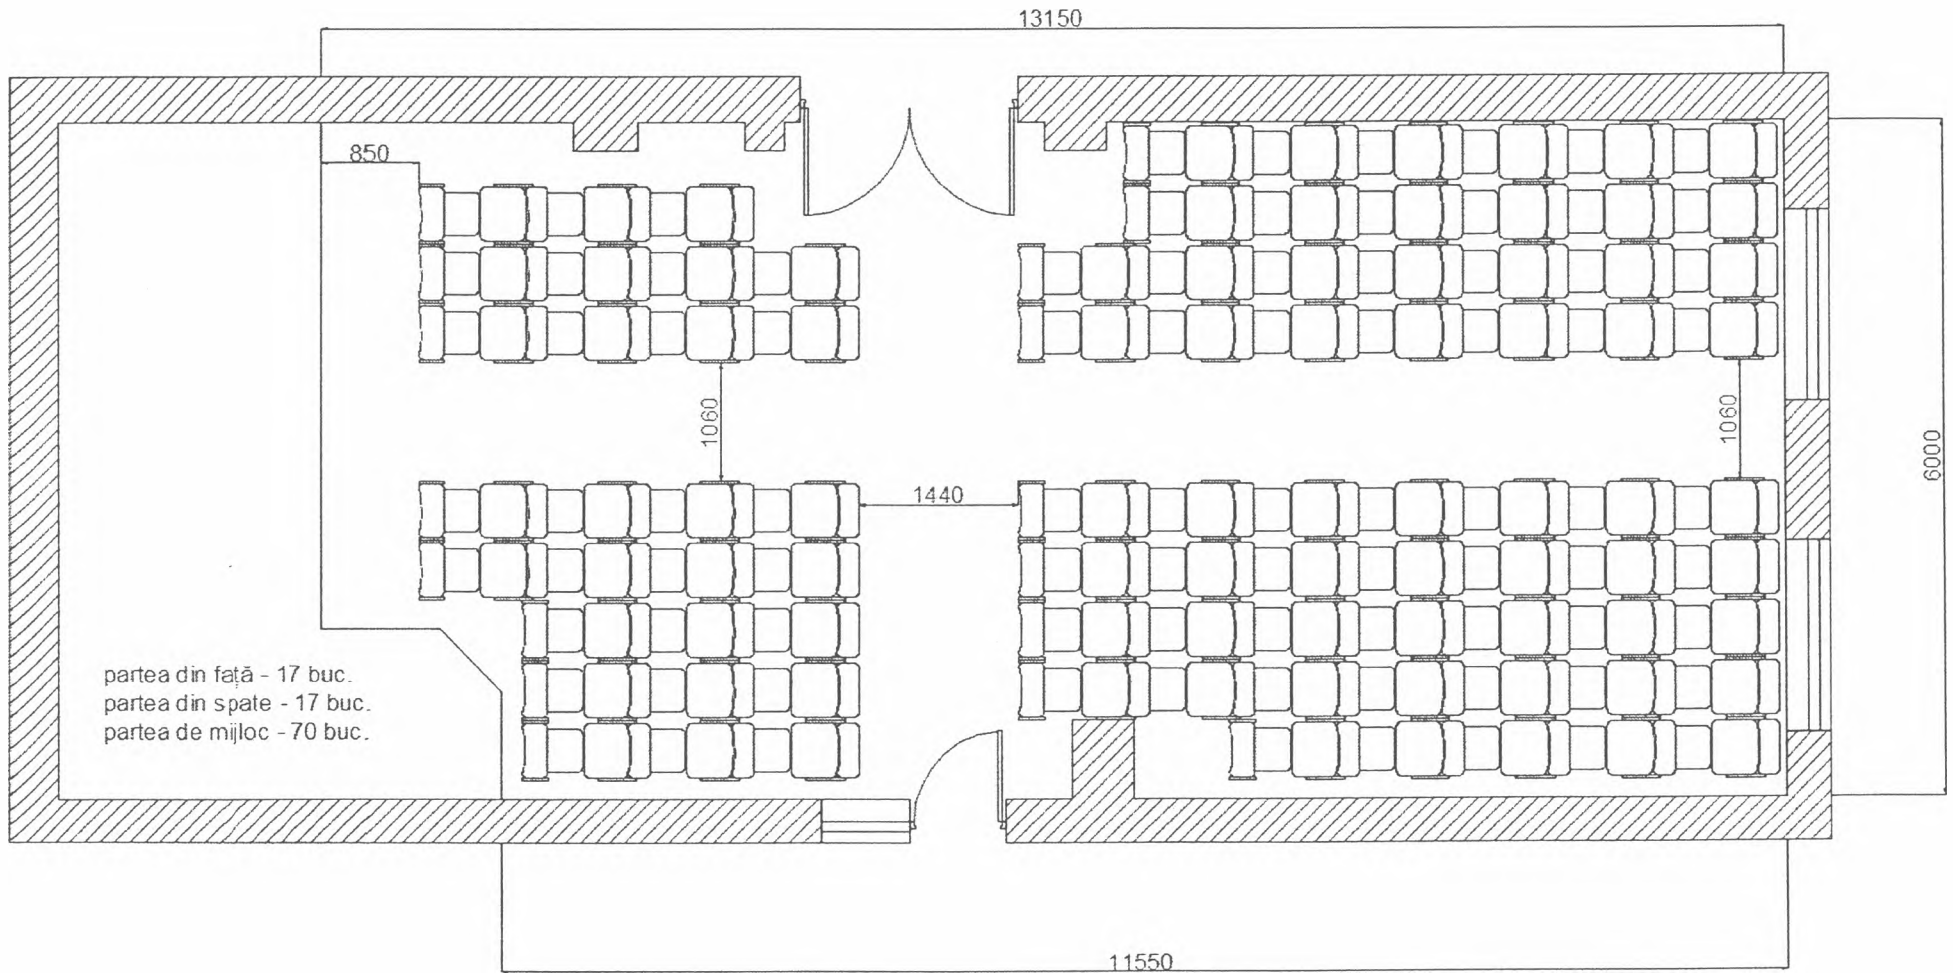 13150
850
1060
1060
1440
6000
partea din față - 17 buc.
partea din spate - 17 buc.
partea de mijloc - 70 buc.
11550